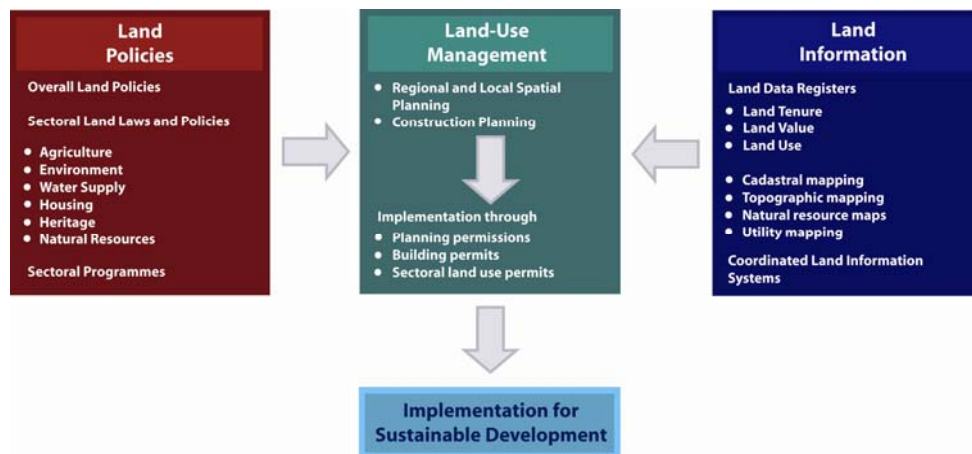 Land
Policies
Overall Land Policies
Sectoral Land Laws and Policies
• Agriculture
• Environment
• Water Supply
• Housing
• Heritage
• Natural Resources
Sectoral Programmes
Land-Use
Management
• Regional and Local Spatial
Planning
• Construction Planning
Implementation through
• Planning permissions
• Building permits
• Sectoral land use permits
Land
Information
Land Data Registers
• Land Tenure
• Land Value
• Land Use
• Cadastral mapping
• Topographic mapping
• Natural resource maps
• Utility mapping
Coordinated Land Information
Systems
Implementation for
Sustainable Development